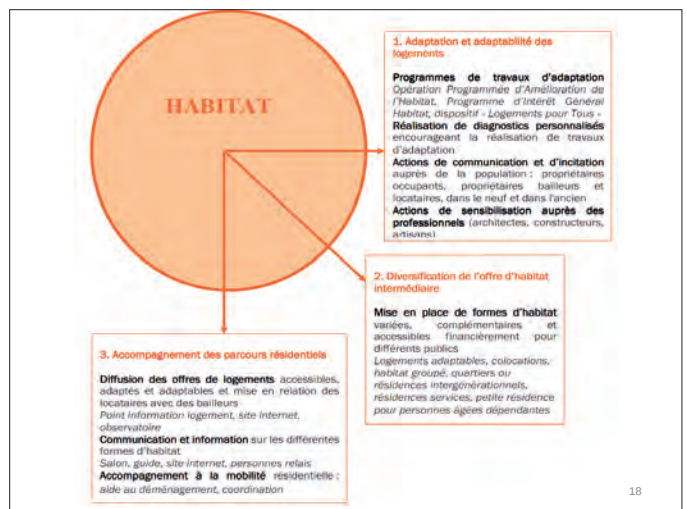 HABITAT
1. Adaptation et adaptabilité des
logements
Programmes de travaux d'adaptation
Opération Programmée d'Amélioration de
l'Habitat, Programme d'Intérêt Général
Habitat, dispositif « Logements pour Tous »
Réalisation de diagnostics personnalisés
encourageant la réalisation de travaux
d'adaptation
Actions de communication et d'incitation
auprès de la population : propriétaires
occupants, propriétaires bailleurs et
locataires, dans le neuf et dans l'ancien
Actions de sensibilisation auprès des
professionnels (architectes, constructeurs,
artisans)
2. Diversification de l'offre d'habitat
intermédiaire
Mise en place de formes d'habitat
variées, complémentaires et
accessibles financièrement pour
différents publics
Logements adaptables, colocations,
habitat groupé, quartiers ou
résidences intergénérationnels,
résidences services, petite résidence
pour personnes âgées dépendantes
3. Accompagnement des parcours résidentiels
Diffusion des offres de logements accessibles,
adaptés et adaptables et mise en relation des
locataires avec des bailleurs
Point information logement, site internet,
observatoire
Communication et information sur les différentes
formes d'habitat
Salon, guide, site internet, personnes relais
Accompagnement à la mobilité résidentielle :
aide au déménagement, coordination
18